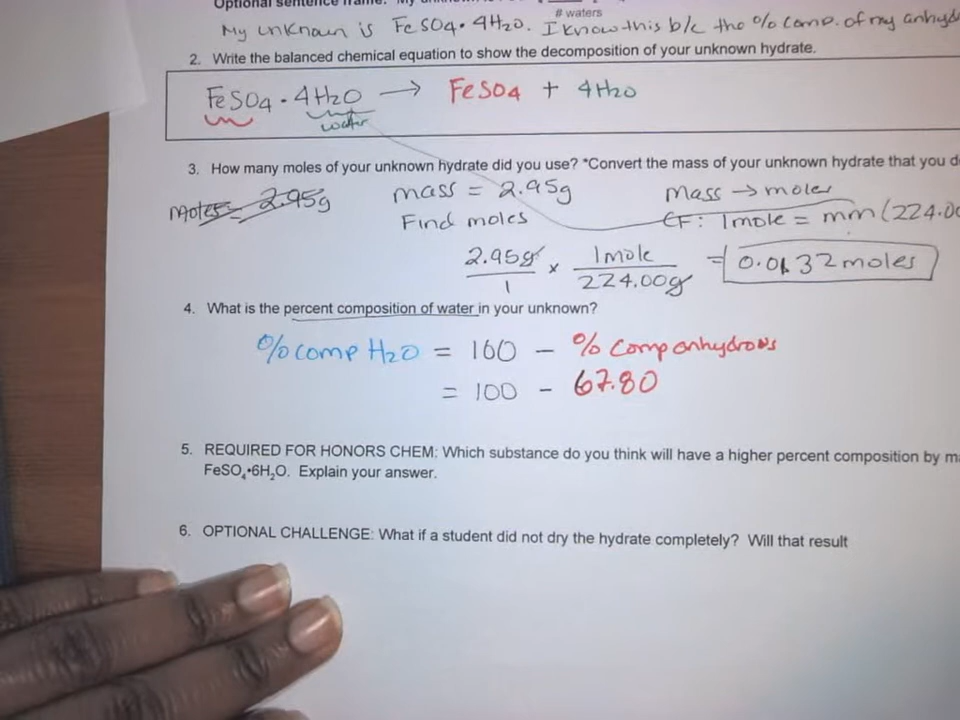 Optional sentence frame: My unknown is
# waters
My unknown is FeSO4 • 4H2O. I know this b/c the % comp. of my anhyd
2. Write the balanced chemical equation to show the decomposition of your unknown hydrate.
FeSO4 • 4H2O → FeSO4 + 4H2O
water
3. How many moles of your unknown hydrate did you use? *Convert the mass of your unknown hydrate that you d
moles = 2.95g
mass = 2.95g
Mass → moles
Find moles
CF: 1mole = mm (224.00
2.95g / 1 x 1mole / 224.00g = 0.0132 moles
4. What is the percent composition of water in your unknown?
% comp H2O = 100 - % comp anhydrous
= 100 - 67.80
5. REQUIRED FOR HONORS CHEM: Which substance do you think will have a higher percent composition by ma
FeSO4•6H2O. Explain your answer.
6. OPTIONAL CHALLENGE: What if a student did not dry the hydrate completely? Will that result